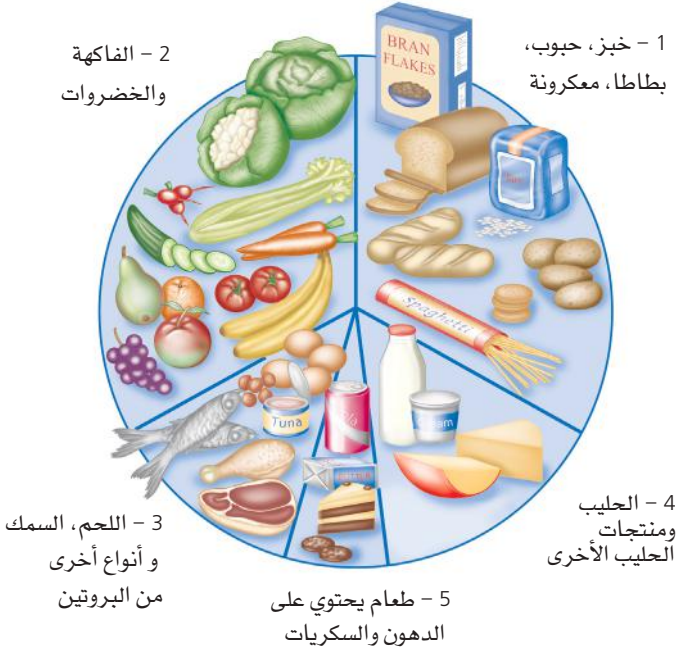 1 – خبز، حبوب،
بطاطا، معكرونة
2 – الفاكهة
والخضروات
BRAN
FLAKES
Spaghetti
Tuna
3 – اللحم، السمك
و أنواع أخرى
من البروتين
4 – الحليب
ومنتجات
الحليب الأخرى
5 – طعام يحتوي على
الدهون والسكريات